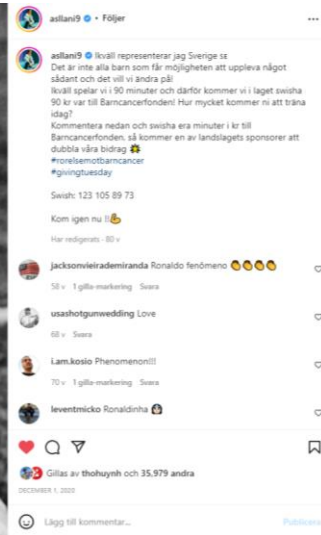 asllani9 • Följer
asllani9 Ikväll representerar jag Sverige SE
Det är inte alla barn som får möjligheten att uppleva något
sådant och det vill vi ändra på!
Ikväll spelar vi i 90 minuter och därför kommer vi i laget swisha
90 kr var till Barncancerfonden! Hur mycket kommer ni att träna
idag?
Kommentera nedan och swisha era minuter i kr till
Barncancerfonden, så kommer en av landslagets sponsorer att
dubbla våra bidrag 💥
#rorelsemotbarncancer
#givingtuesday
Swish: 123 105 89 73
Kom igen nu !!💪
Har redigerats · 80 v
jacksonvieirademiranda Ronaldo fenômeno 👏👏👏👏
58 v 1 gilla-markering Svara
usashotgunwedding Love
68 v Svara
i.am.kosio Phenomenon!!!
70 v 1 gilla-markering Svara
leventmicko Ronaldinha
Gillas av thohuynh och 35,979 andra
DECEMBER 1, 2020
Lägg till kommentar...
Publicera